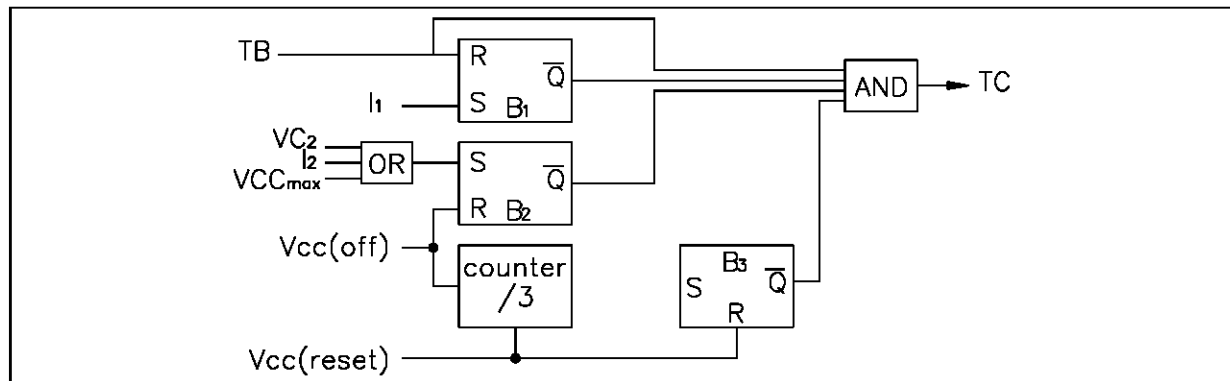 TB
R
Q
I1
S
B1
AND
TC
VC2
I2
VCCmax
OR
S
Q
R
B2
Vcc(off)
counter
/3
B3
S
Q
R
Vcc(reset)